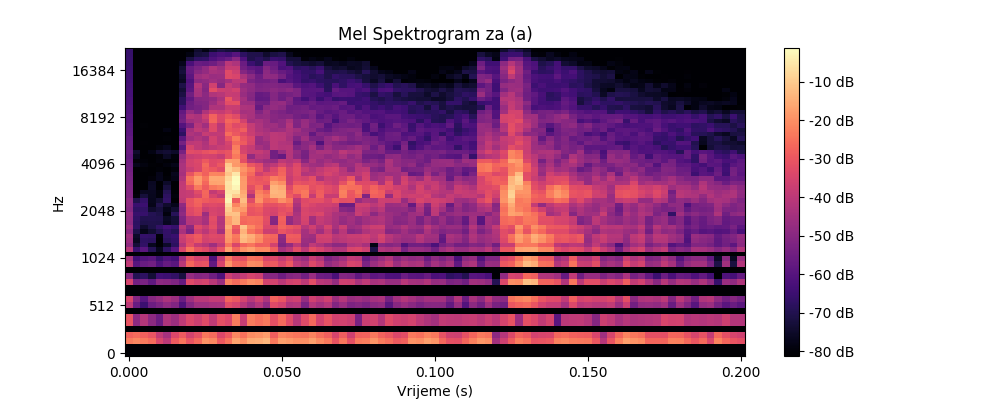 Mel Spektrogram za (a)
Hz
16384
8192
4096
2048
1024
512
0
0.000 0.050 0.100 0.150 0.200
Vrijeme (s)
-10 dB
-20 dB
-30 dB
-40 dB
-50 dB
-60 dB
-70 dB
-80 dB